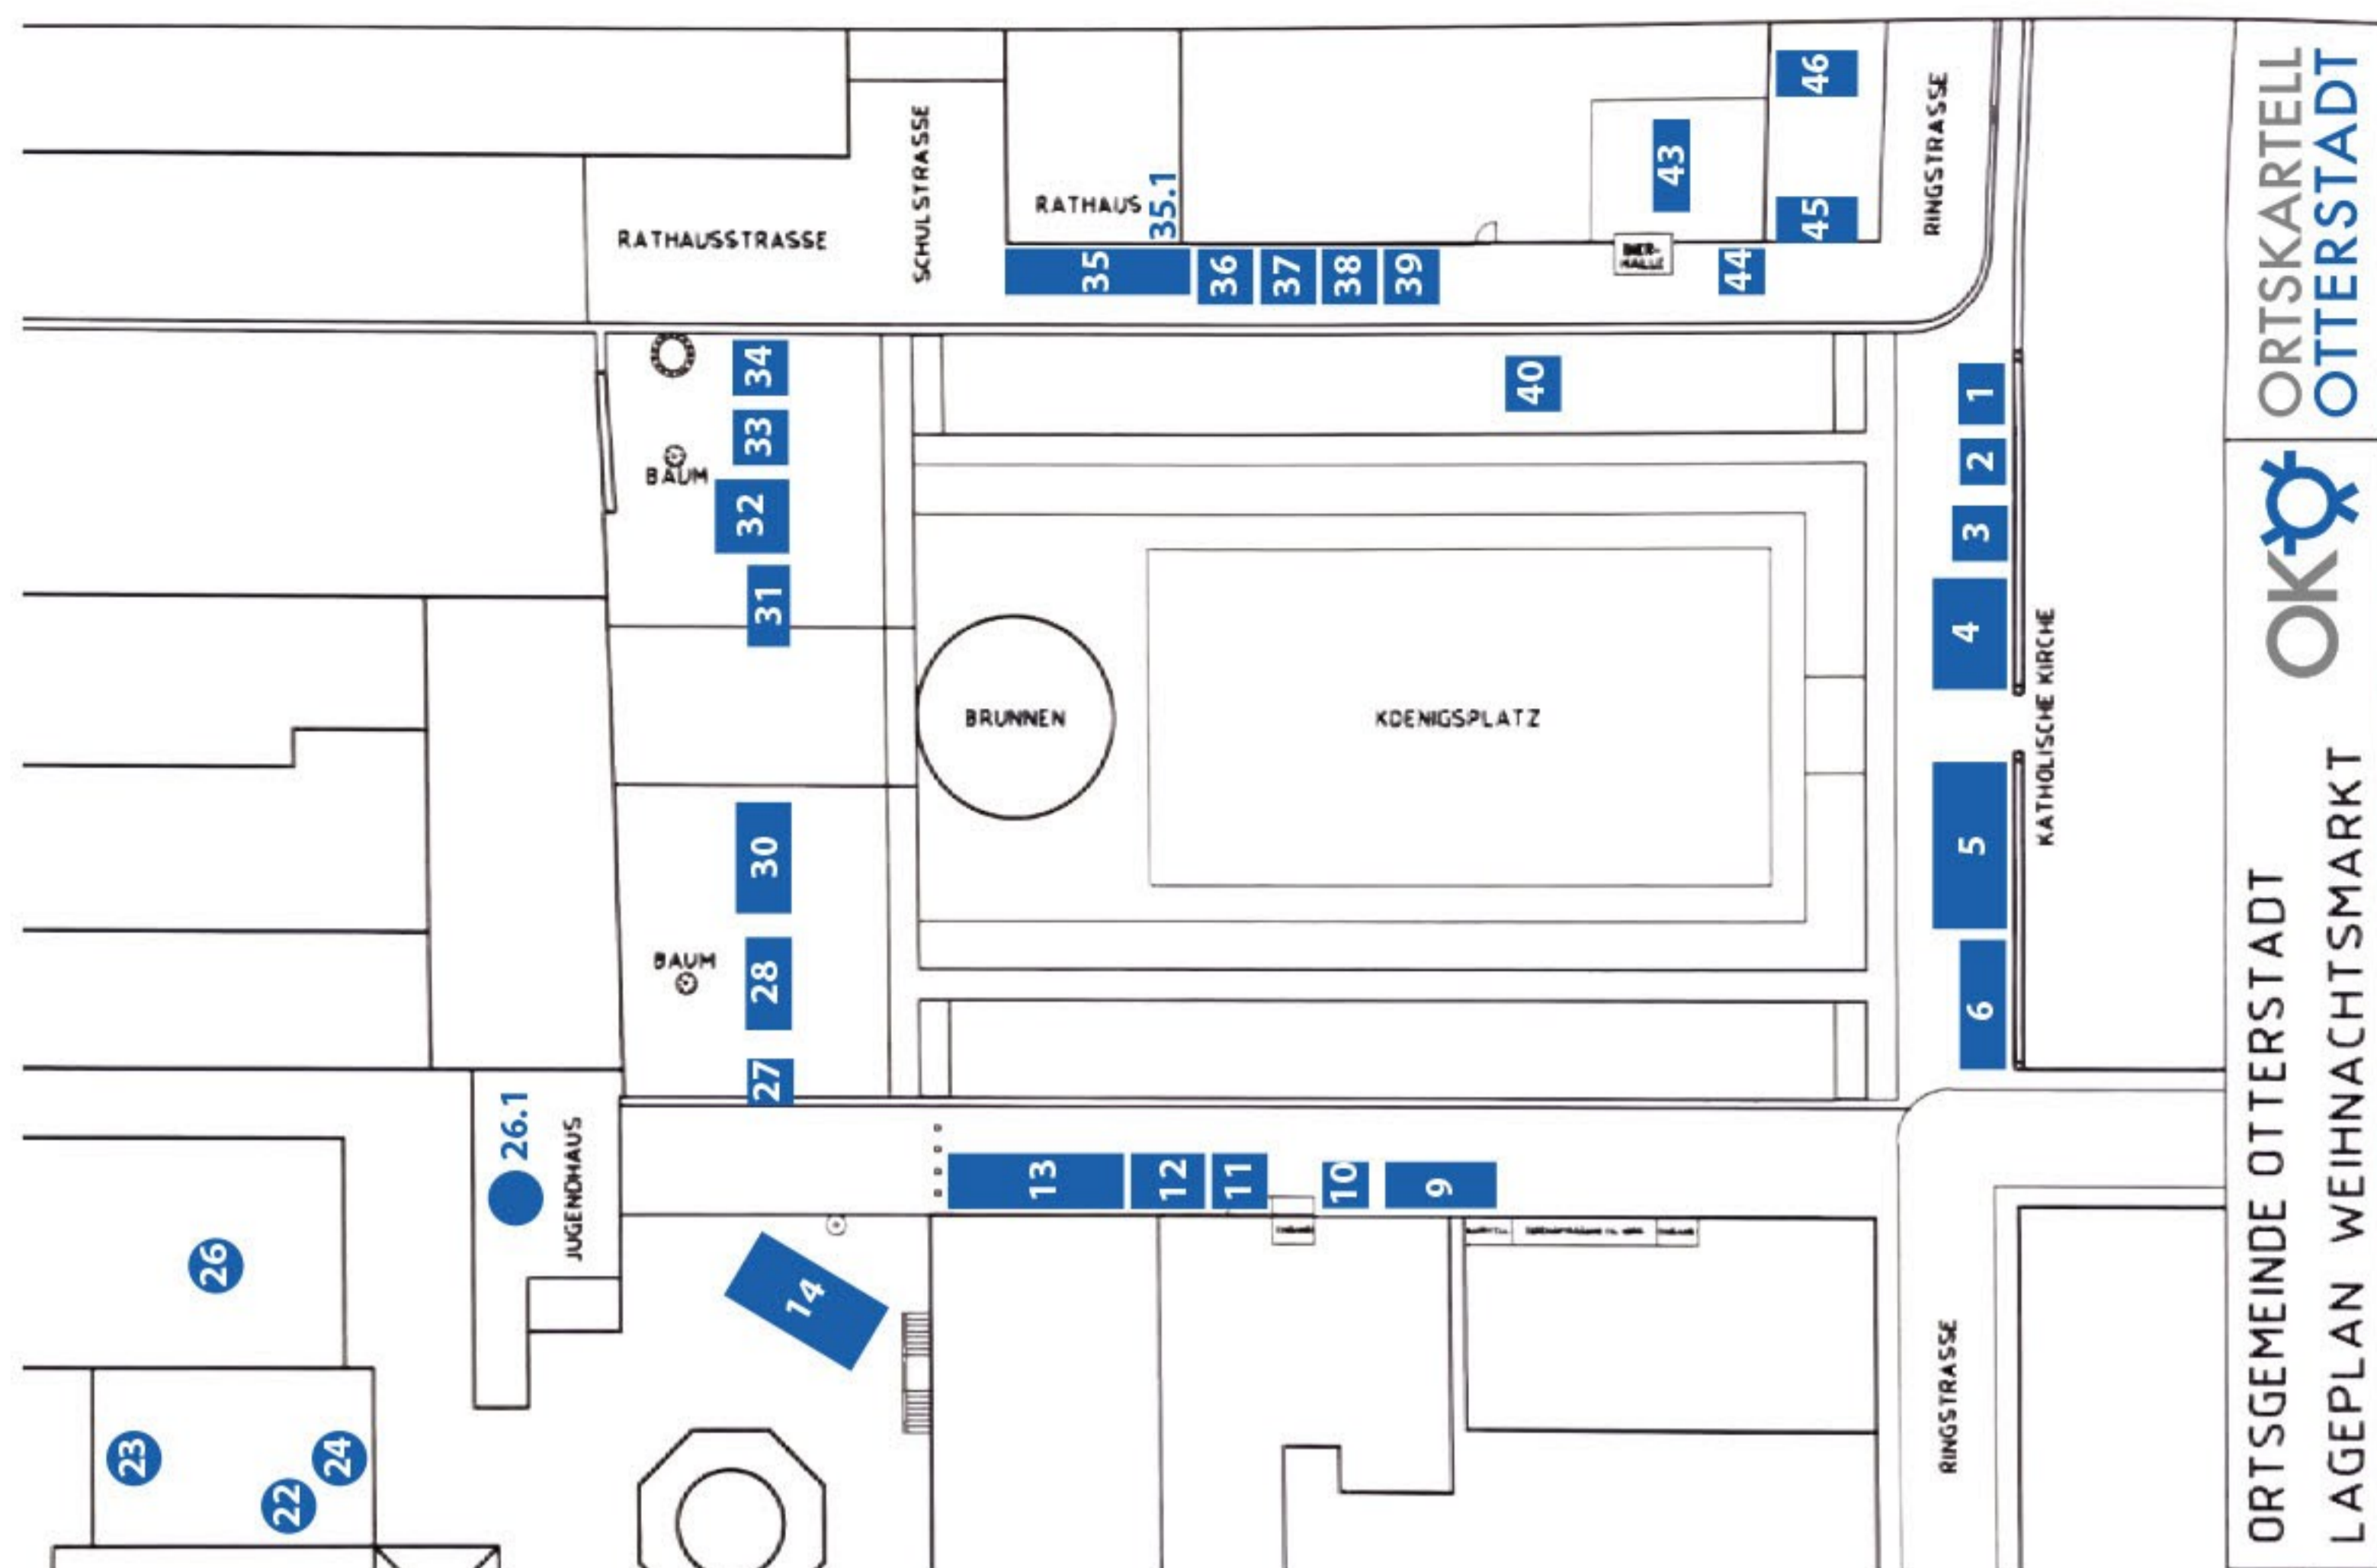 46
RINGSTRASSE
ORTSKARTELL
OTTERSTADT
SCHULSTRASSE
43
RATHAUS
35.1
45
RATHAUSSTRASSE
BIER-
HALLE
35
36
37
38
39
44
34
40
1
33
2
BAUM
32
3
31
4
OK
BRUNNEN
KOENIGSPLATZ
KATHOLISCHE KIRCHE
30
5
BAUM
28
6
27
26.1
JUGENDHAUS
13
12
11
10
9
26
14
RINGSTRASSE
23
24
22
ORTSGEMEINDE OTTERSTADT
LAGEPLAN WEIHNACHTSMARKT